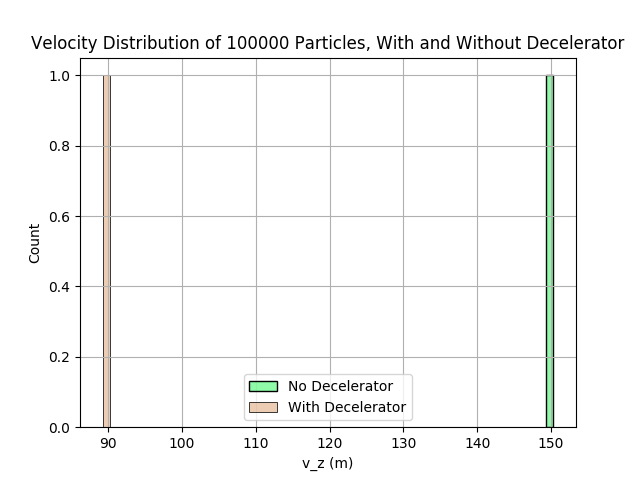 Velocity Distribution of 100000 Particles, With and Without Decelerator
1.0
0.8
0.6
0.4
0.2
0.0
Count
No Decelerator
With Decelerator
90 100 110 120 130 140 150
v_z (m)